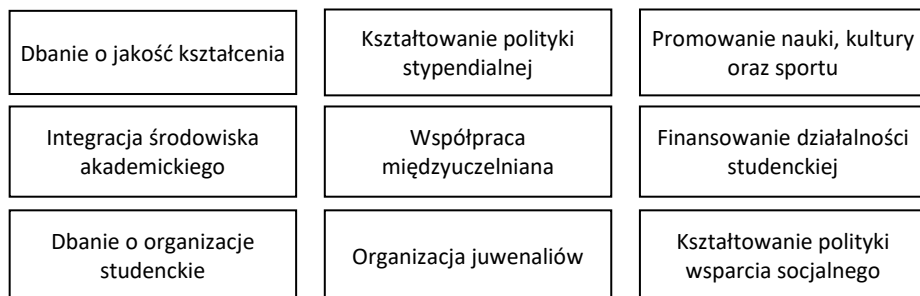 Dbanie o jakość kształcenia
Kształtowanie polityki
stypendialnej
Promowanie nauki, kultury
oraz sportu
Integracja środowiska
akademickiego
Współpraca
międzyuczelniana
Finansowanie działalności
studenckiej
Dbanie o organizacje
studenckie
Organizacja juwenaliów
Kształtowanie polityki
wsparcia socjalnego